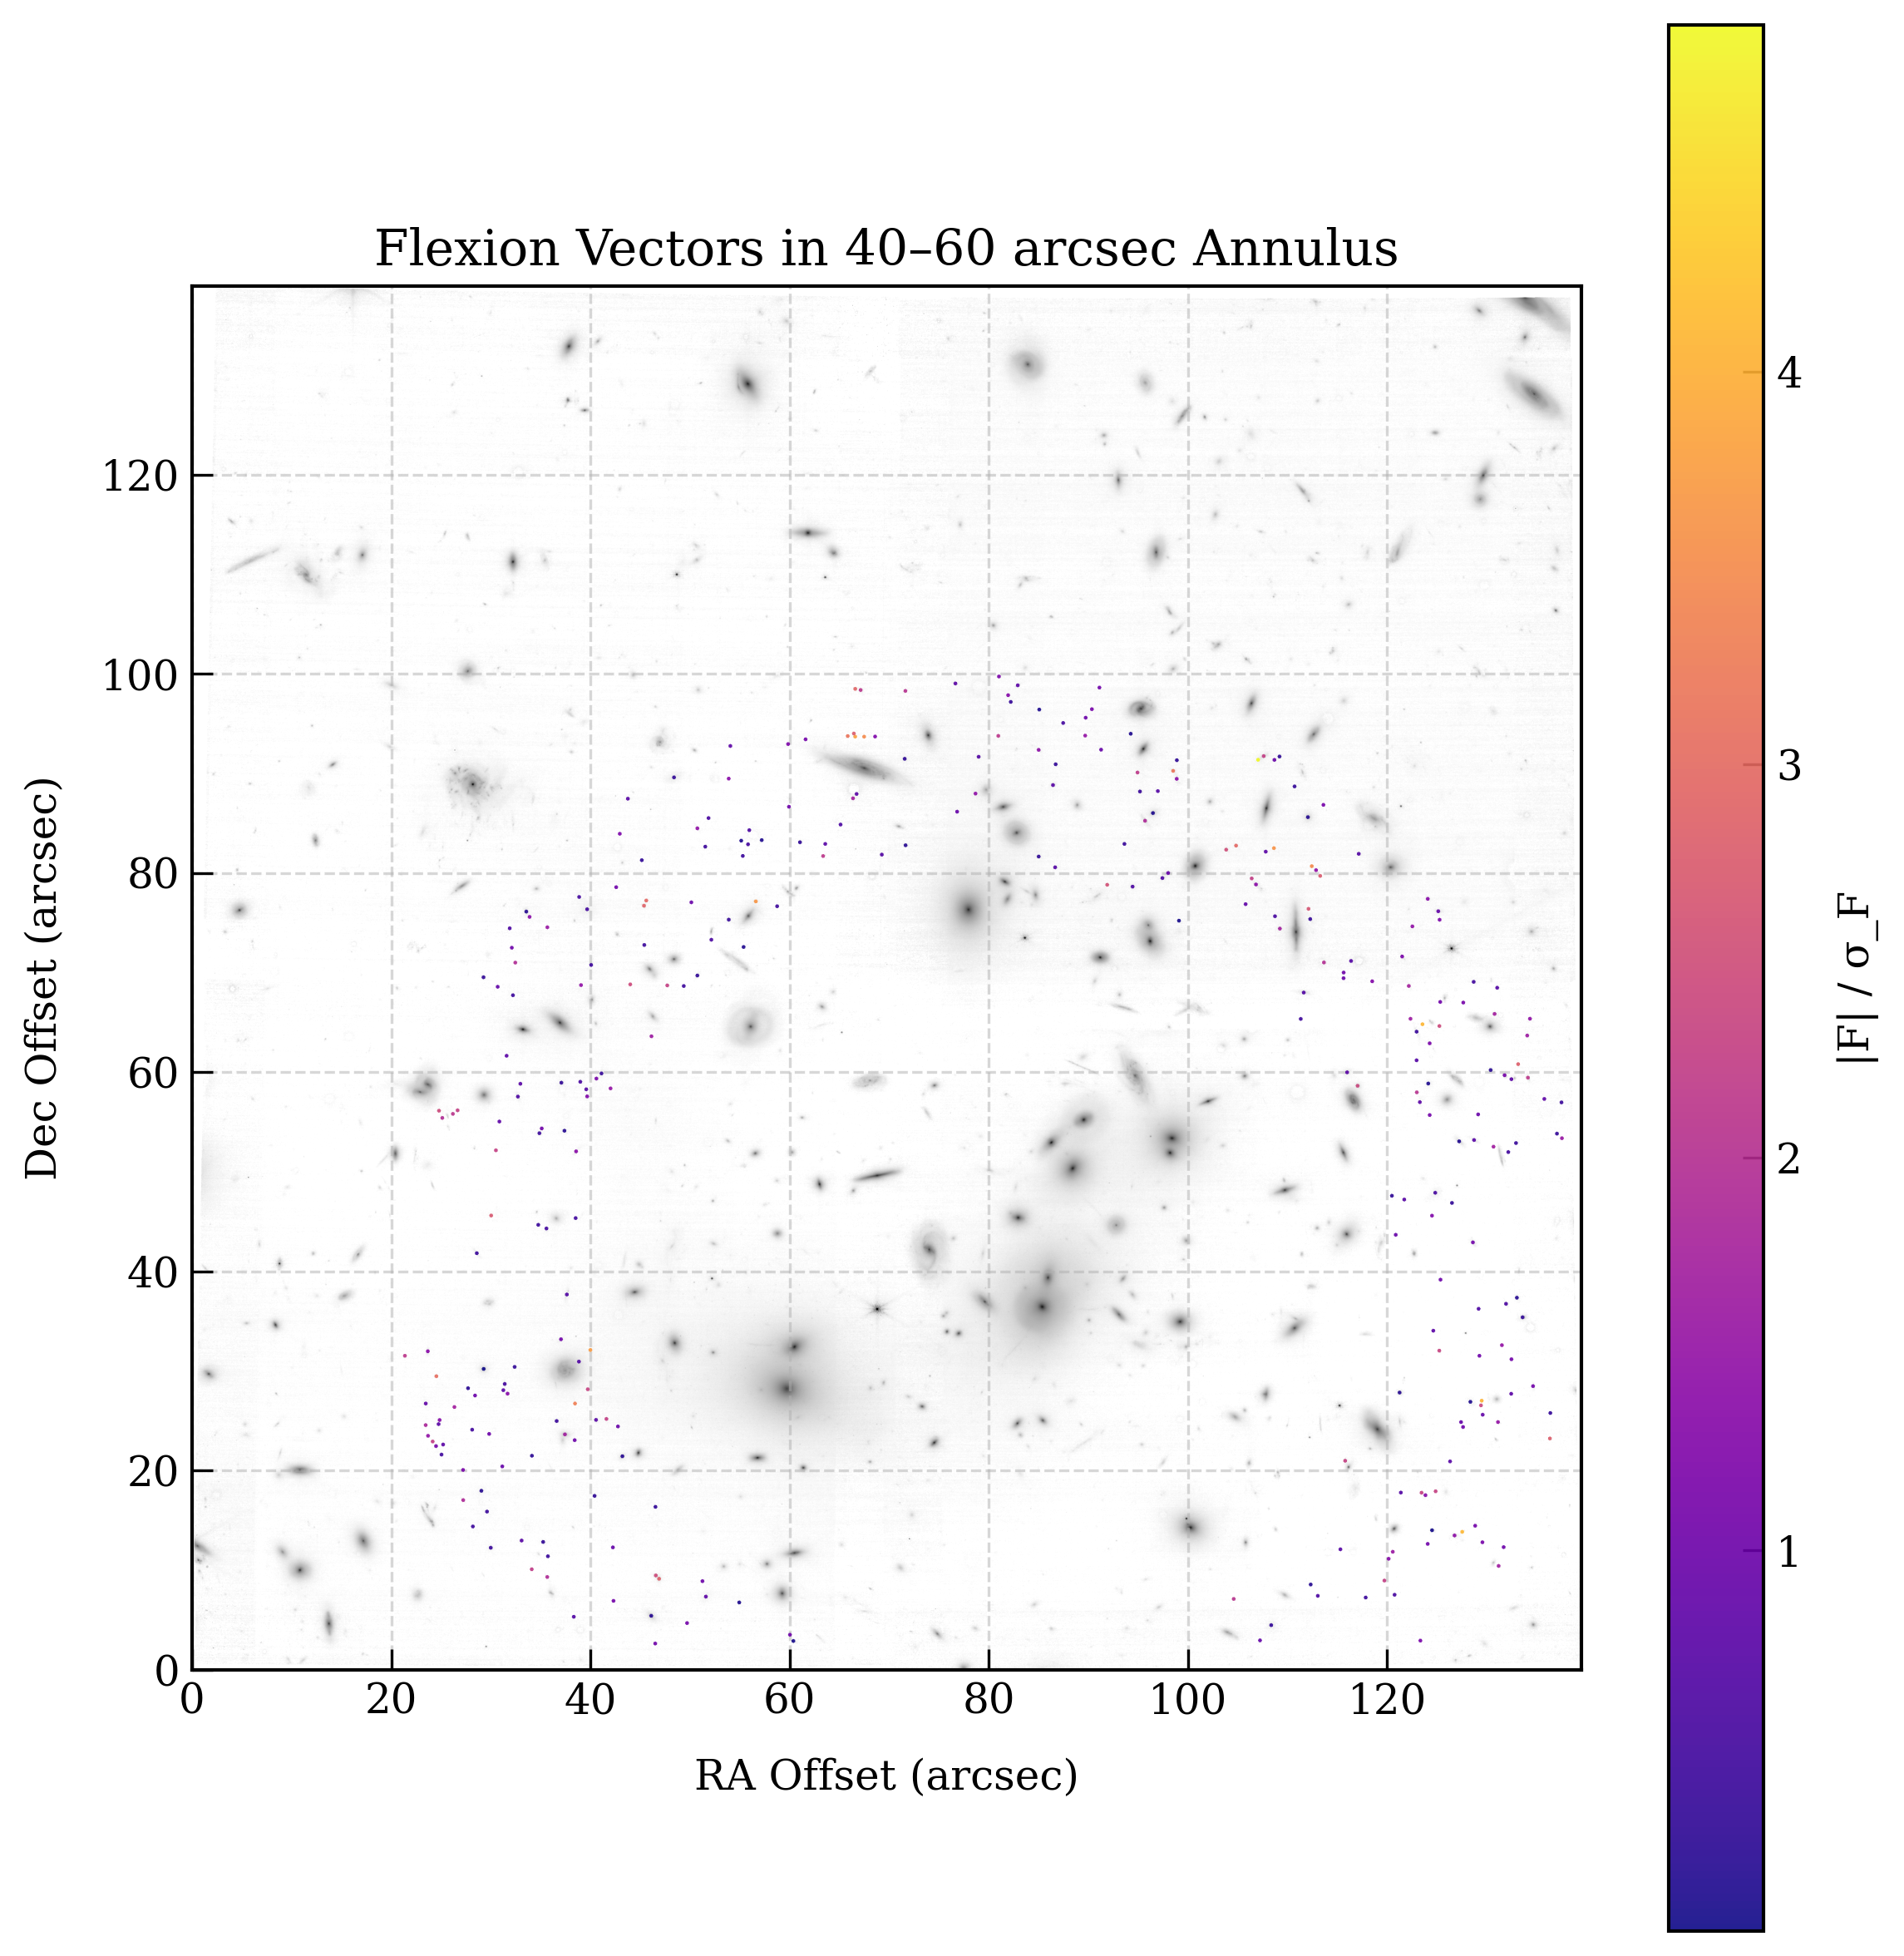 Flexion Vectors in 40–60 arcsec Annulus
Dec Offset (arcsec)
120
100
80
60
40
20
0
0 20 40 60 80 100 120
RA Offset (arcsec)
4
3
2
1
|F| / σ_F